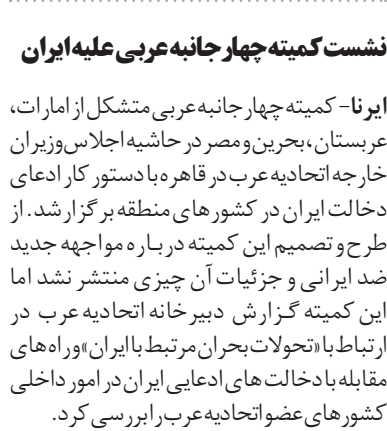 نشست کمیته چهار جانبه عربی علیه ایران
ایرنا- کمیته چهار جانبه عربی متشکل از امارات،
عربستان، بحرین و مصر در حاشیه اجلاس وزیران
خارجه اتحادیه عرب در قاهره با دستور کار ادعای
دخالت ایران در کشورهای منطقه برگزار شد. از
طرح و تصمیم این کمیته درباره مواجهه جدید
ضد ایرانی و جزئیات آن چیزی منتشر نشد اما
این کمیته گزارش دبیرخانه اتحادیه عرب در
ارتباط با «تحولات بحران مرتبط با ایران» و راه‌های
مقابله با دخالت‌های ادعایی ایران در امور داخلی
کشورهای عضو اتحادیه عرب را بررسی کرد.